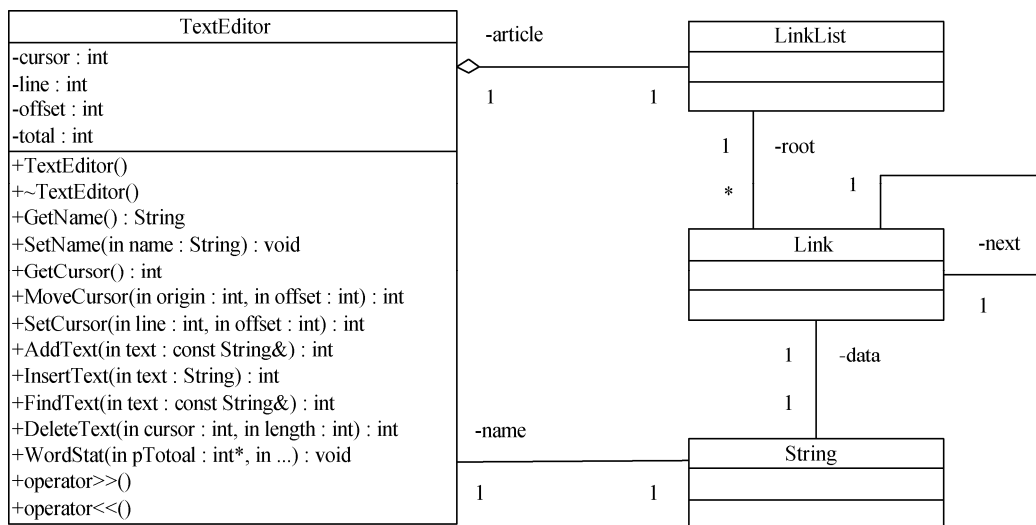 TextEditor
-cursor : int
-line : int
-offset : int
-total : int
+TextEditor()
+~TextEditor()
+GetName() : String
+SetName(in name : String) : void
+GetCursor() : int
+MoveCursor(in origin : int, in offset : int) : int
+SetCursor(in line : int, in offset : int) : int
+AddText(in text : const String&) : int
+InsertText(in text : String) : int
+FindText(in text : const String&) : int
+DeleteText(in cursor : int, in length : int) : int
+WordStat(in pTotoal : int*, in ...) : void
+operator>>()
+operator<<()
-article
1 1
LinkList
1 -root
*
1
Link
-next
1
1 -data
1
-name
1 1
String